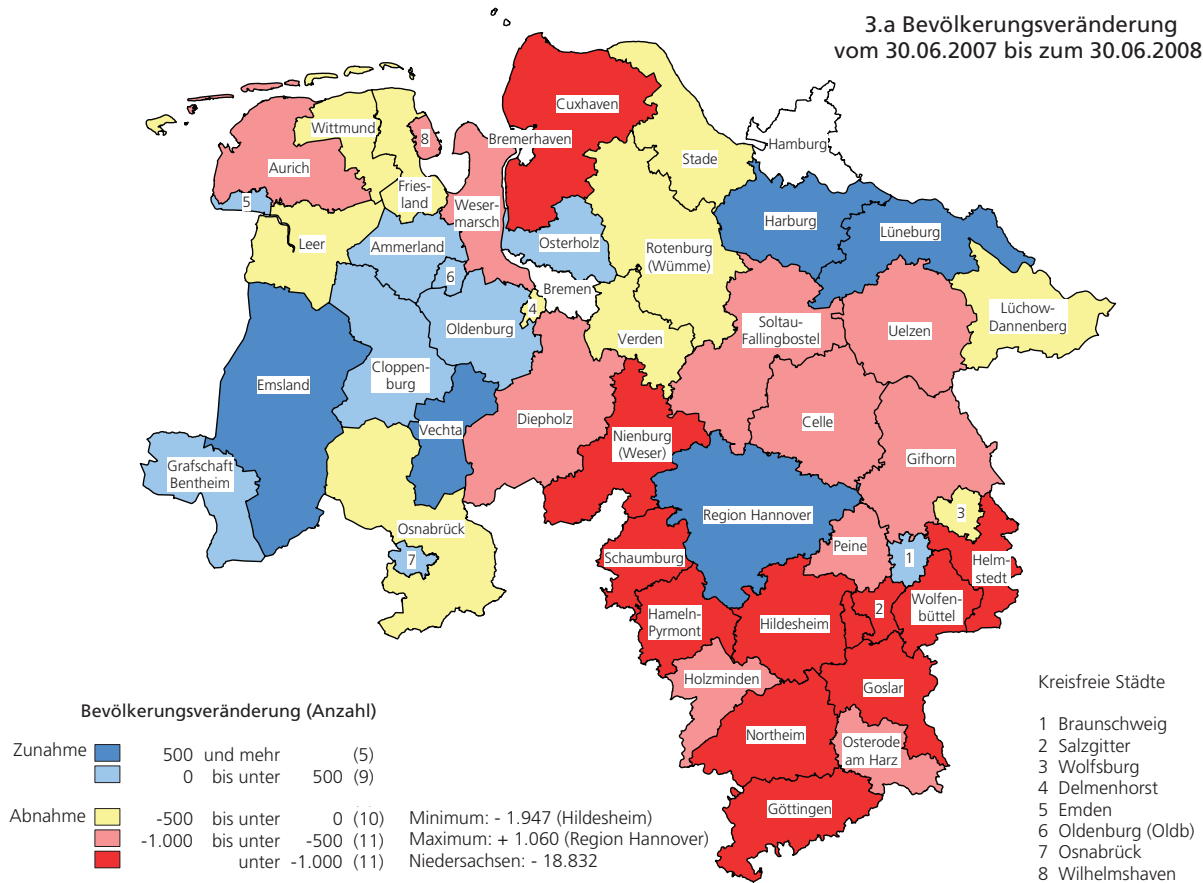 3.a Bevölkerungsveränderung
vom 30.06.2007 bis zum 30.06.2008
Cuxhaven
Wittmund
8
Bremerhaven
Hamburg
Stade
Aurich
Fries-
land
5
Weser-
marsch
Harburg
Lüneburg
Leer
Ammerland
Osterholz
Rotenburg
(Wümme)
6
Bremen
4
Oldenburg
Verden
Soltau-
Fallingbostel
Uelzen
Lüchow-
Dannenberg
Cloppen-
burg
Emsland
Vechta
Diepholz
Nienburg
(Weser)
Celle
Gifhorn
Grafschaft
Bentheim
Osnabrück
7
Region Hannover
3
Schaumburg
Peine
1
Helm-
stedt
Hameln-
Pyrmont
Hildesheim
2
Wolfen-
büttel
Holzminden
Goslar
Northeim
Osterode
am Harz
Göttingen
Bevölkerungsveränderung (Anzahl)
Zunahme 500 und mehr (5)
0 bis unter 500 (9)
Abnahme -500 bis unter 0 (10) Minimum: - 1.947 (Hildesheim)
-1.000 bis unter -500 (11) Maximum: + 1.060 (Region Hannover)
unter -1.000 (11) Niedersachsen: - 18.832
Kreisfreie Städte
1 Braunschweig
2 Salzgitter
3 Wolfsburg
4 Delmenhorst
5 Emden
6 Oldenburg (Oldb)
7 Osnabrück
8 Wilhelmshaven